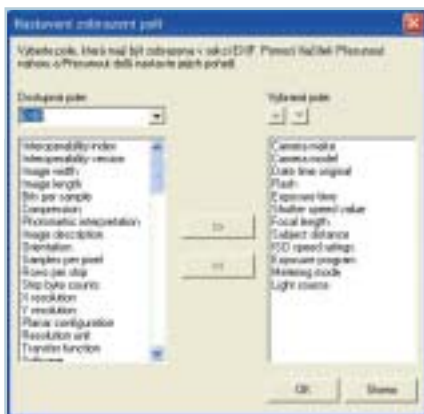 Nastavení zobrazení polí
Vyberte pole, která mají být zobrazena v sekci EXIF. Pomocí tlačítek Přesunout
nahoru a Přesunout dolů nastavte jejich pořadí.
Dostupná pole:
EXIF
Interoperability index
Interoperability version
Image width
Image length
Bits per sample
Compression
Photometric interpretation
Image description
Orientation
Samples per pixel
Rows per strip
Strip byte counts
X resolution
Y resolution
Planar configuration
Resolution unit
Transfer function
Software
>>
<<
Vybraná pole:
Camera make
Camera model
Date time original
Flash
Exposure time
Shutter speed value
Focal length
Subject distance
ISO speed ratings
Exposure program
Metering mode
Light source
OK
Storno